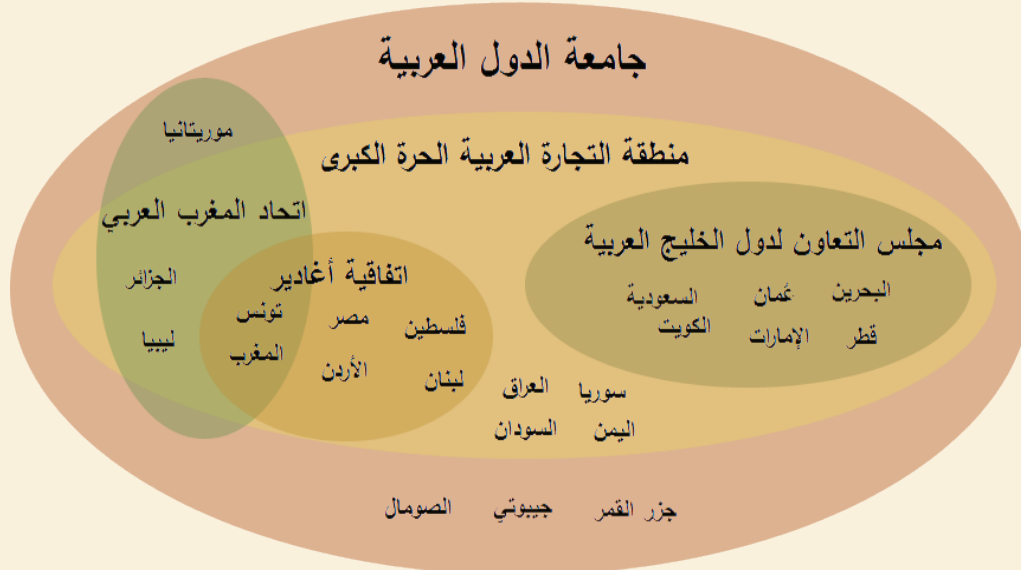 جامعة الدول العربية
موريتانيا
منطقة التجارة العربية الحرة الكبرى
اتحاد المغرب العربي
مجلس التعاون لدول الخليج العربية
اتفاقية أغادير
الجزائر
البحرين
عُمان
السعودية
تونس
مصر
فلسطين
الكويت
قطر
الإمارات
ليبيا
المغرب
الأردن
لبنان
سوريا
العراق
اليمن
السودان
جزر القمر
جيبوتي
الصومال